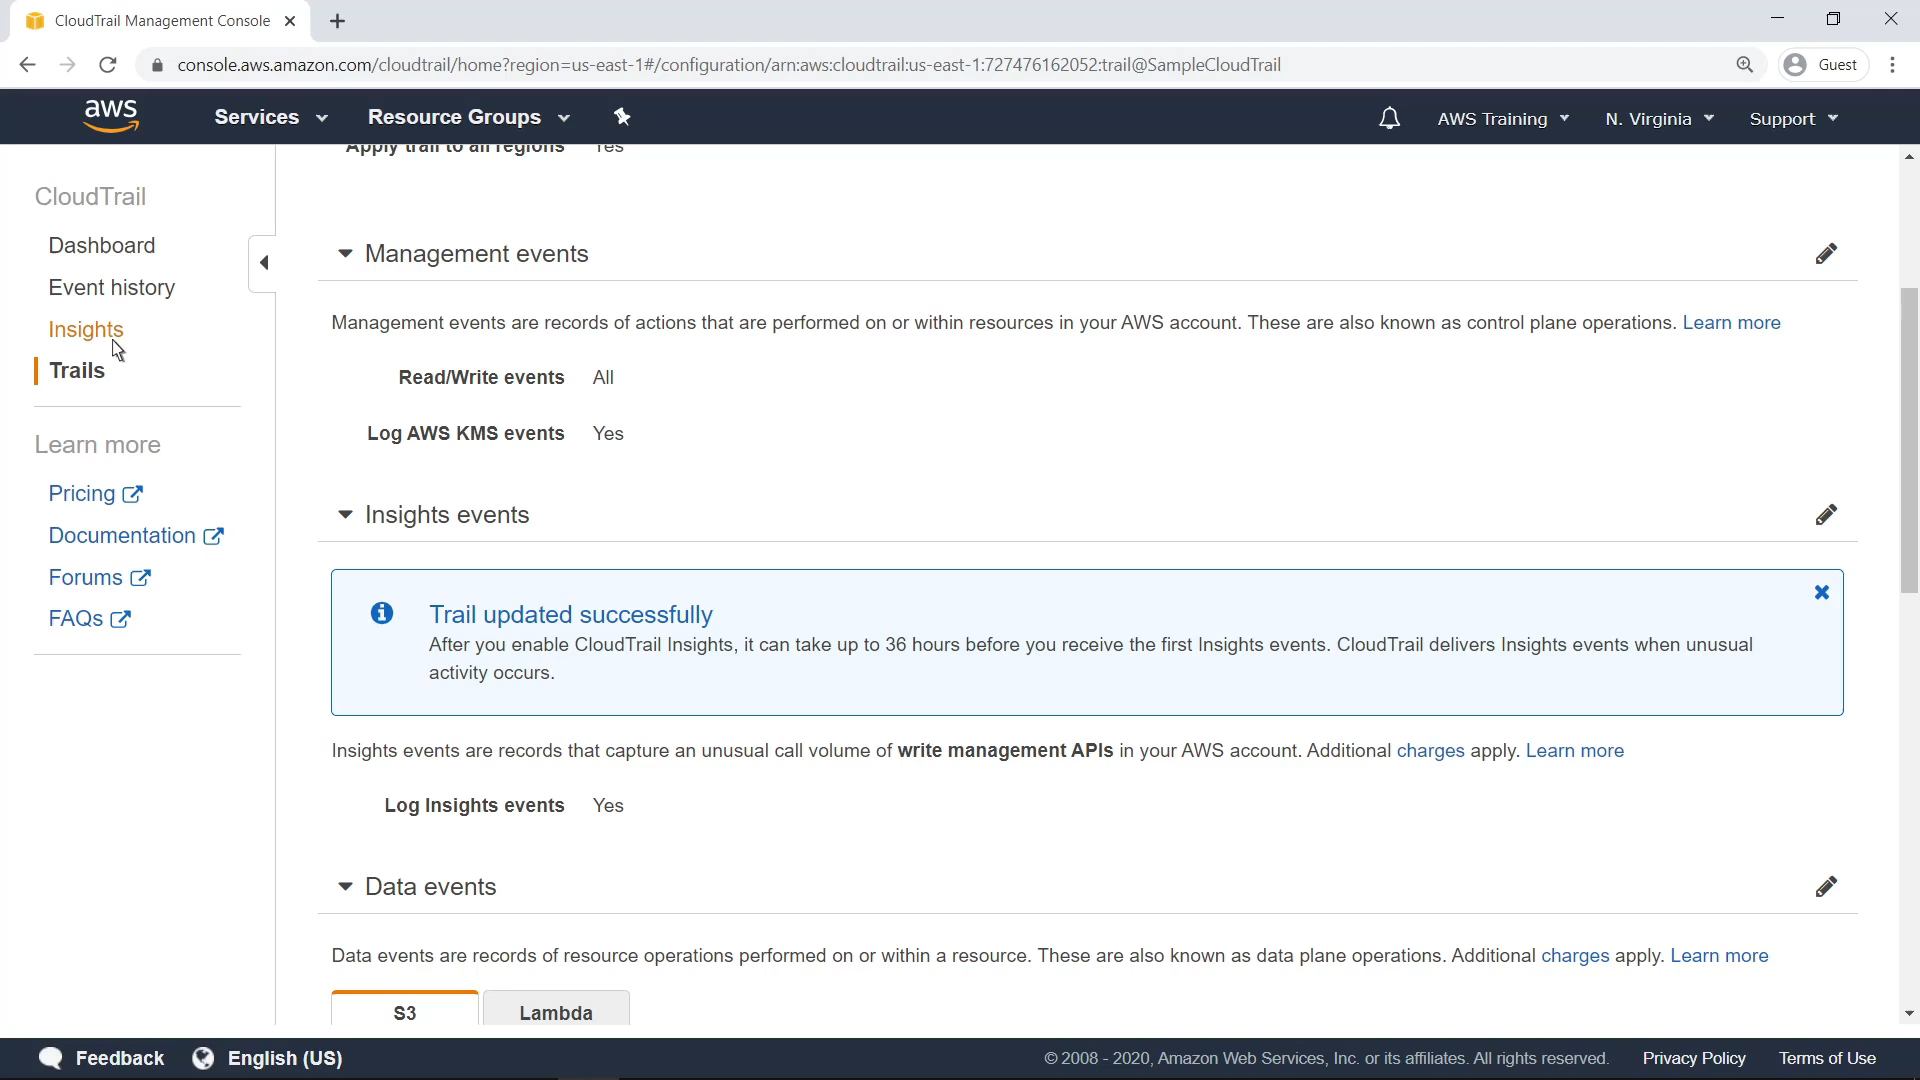 CloudTrail Management Console
console.aws.amazon.com/cloudtrail/home?region=us-east-1#/configuration/arn:aws:cloudtrail:us-east-1:727476162052:trail@SampleCloudTrail
Guest
aws
Services
Resource Groups
AWS Training
N. Virginia
Support
Apply trail to all regions Yes
CloudTrail
Dashboard
Event history
Insights
Trails
Learn more
Pricing
Documentation
Forums
FAQs
Management events
Management events are records of actions that are performed on or within resources in your AWS account. These are also known as control plane operations. Learn more
Read/Write events All
Log AWS KMS events Yes
Insights events
Trail updated successfully
After you enable CloudTrail Insights, it can take up to 36 hours before you receive the first Insights events. CloudTrail delivers Insights events when unusual
activity occurs.
Insights events are records that capture an unusual call volume of write management APIs in your AWS account. Additional charges apply. Learn more
Log Insights events Yes
Data events
Data events are records of resource operations performed on or within a resource. These are also known as data plane operations. Additional charges apply. Learn more
S3
Lambda
Feedback
English (US)
© 2008 - 2020, Amazon Web Services, Inc. or its affiliates. All rights reserved.
Privacy Policy
Terms of Use